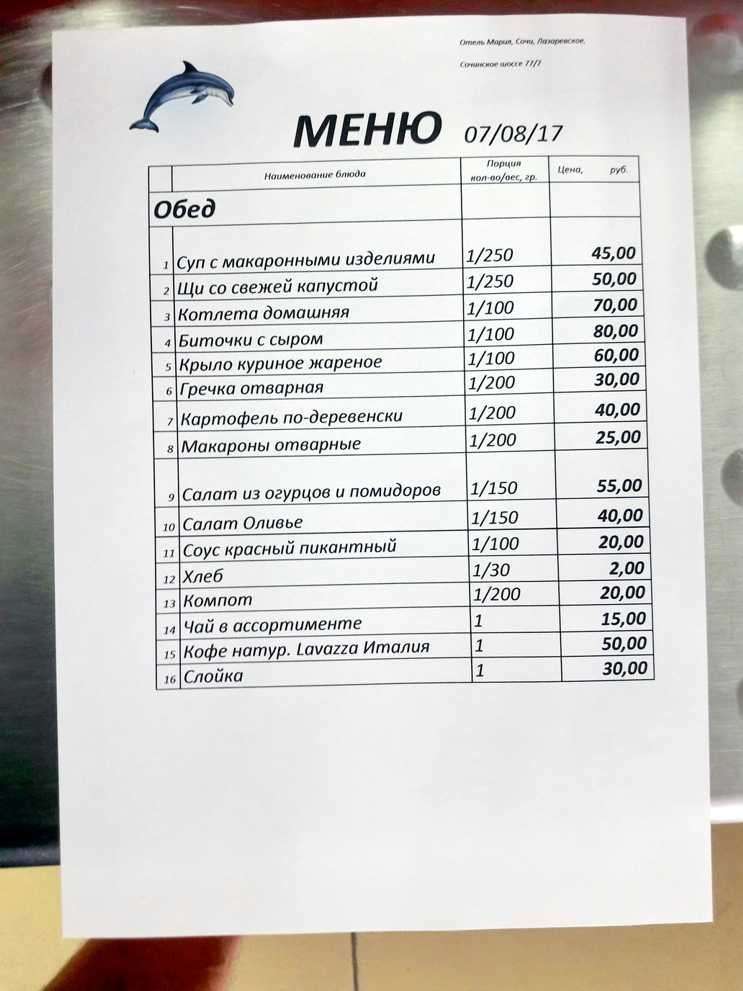 Отель Мария, Сочи, Лазаревское,
Сочинское шоссе 77/7
МЕНЮ 07/08/17
Наименование блюда Порция кол-во/вес, гр. Цена, руб.
Обед
1 Суп с макаронными изделиями 1/250 45,00
2 Щи со свежей капустой 1/250 50,00
3 Котлета домашняя 1/100 70,00
4 Биточки с сыром 1/100 80,00
5 Крыло куриное жареное 1/100 60,00
6 Гречка отварная 1/200 30,00
7 Картофель по-деревенски 1/200 40,00
8 Макароны отварные 1/200 25,00
9 Салат из огурцов и помидоров 1/150 55,00
10 Салат Оливье 1/150 40,00
11 Соус красный пикантный 1/100 20,00
12 Хлеб 1/30 2,00
13 Компот 1/200 20,00
14 Чай в ассортименте 1 15,00
15 Кофе натур. Lavazza Италия 1 50,00
16 Слойка 1 30,00